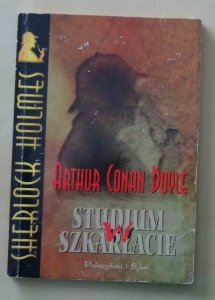 SHERLOCK HOLMES
ARTHUR CONAN DOYLE
STUDIUM
W
SZKARŁACIE
Prószyński i S-ka